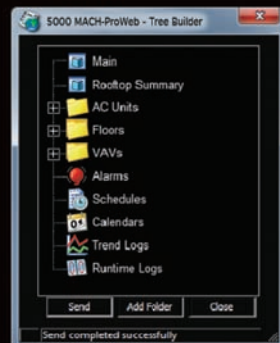 5000 MACH-ProWeb - Tree Builder
Main
Rooftop Summary
AC Units
Floors
VAVs
Alarms
Schedules
Calendars
Trend Logs
Runtime Logs
Send
Add Folder
Close
Send completed successfully